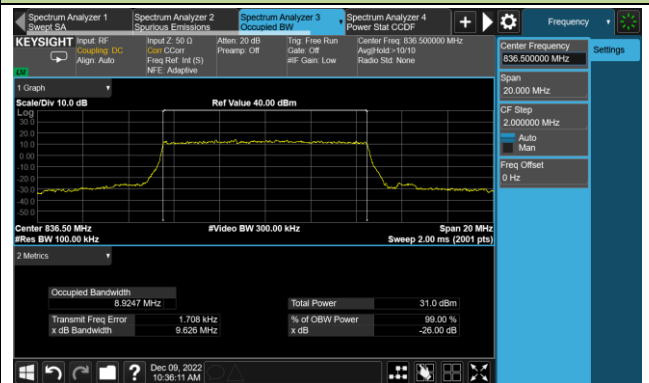 Spectrum Analyzer 1
Swept SA
Spectrum Analyzer 2
Spurious Emissions
Spectrum Analyzer 3
Occupied BW
Spectrum Analyzer 4
Power Stat CCDF
Frequency
KEYSIGHT
Input: RF
Coupling: DC
Align: Auto
Input Z: 50 Ω
Corr CCorr
Freq Ref: Int (S)
NFE: Adaptive
Atten: 20 dB
Preamp: Off
Trig: Free Run
Gate: Off
#IF Gain: Low
Center Freq: 836.500000 MHz
Avg|Hold:>10/10
Radio Std: None
Center Frequency
836.500000 MHz
Settings
Span
20.000 MHz
CF Step
2.000000 MHz
Auto
Man
Freq Offset
0 Hz
1 Graph
Scale/Div 10.0 dB
Ref Value 40.00 dBm
Log
30.0
20.0
10.0
0.00
-10.0
-20.0
-30.0
-40.0
-50.0
Center 836.50 MHz
#Video BW 300.00 kHz
Span 20 MHz
#Res BW 100.00 kHz
Sweep 2.00 ms (2001 pts)
2 Metrics
Occupied Bandwidth
8.9247 MHz
Total Power
31.0 dBm
Transmit Freq Error
1.708 kHz
% of OBW Power
99.00 %
x dB Bandwidth
9.626 MHz
x dB
-26.00 dB
Dec 09, 2022
10:36:11 AM